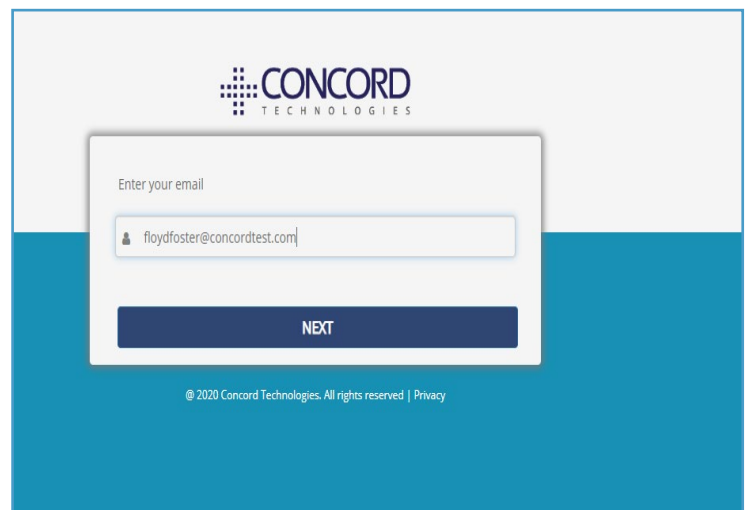 CONCORD
TECHNOLOGIES
Enter your email
floydfoster@concordtest.com
NEXT
@ 2020 Concord Technologies. All rights reserved | Privacy